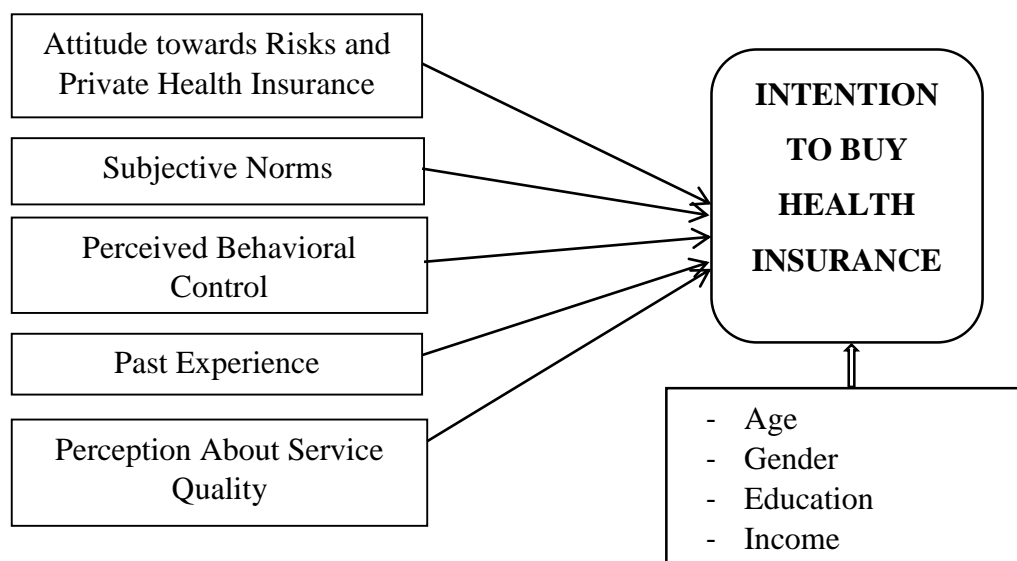 Attitude towards Risks and
Private Health Insurance
Subjective Norms
Perceived Behavioral
Control
Past Experience
Perception About Service
Quality
INTENTION
TO BUY
HEALTH
INSURANCE
- Age
- Gender
- Education
- Income